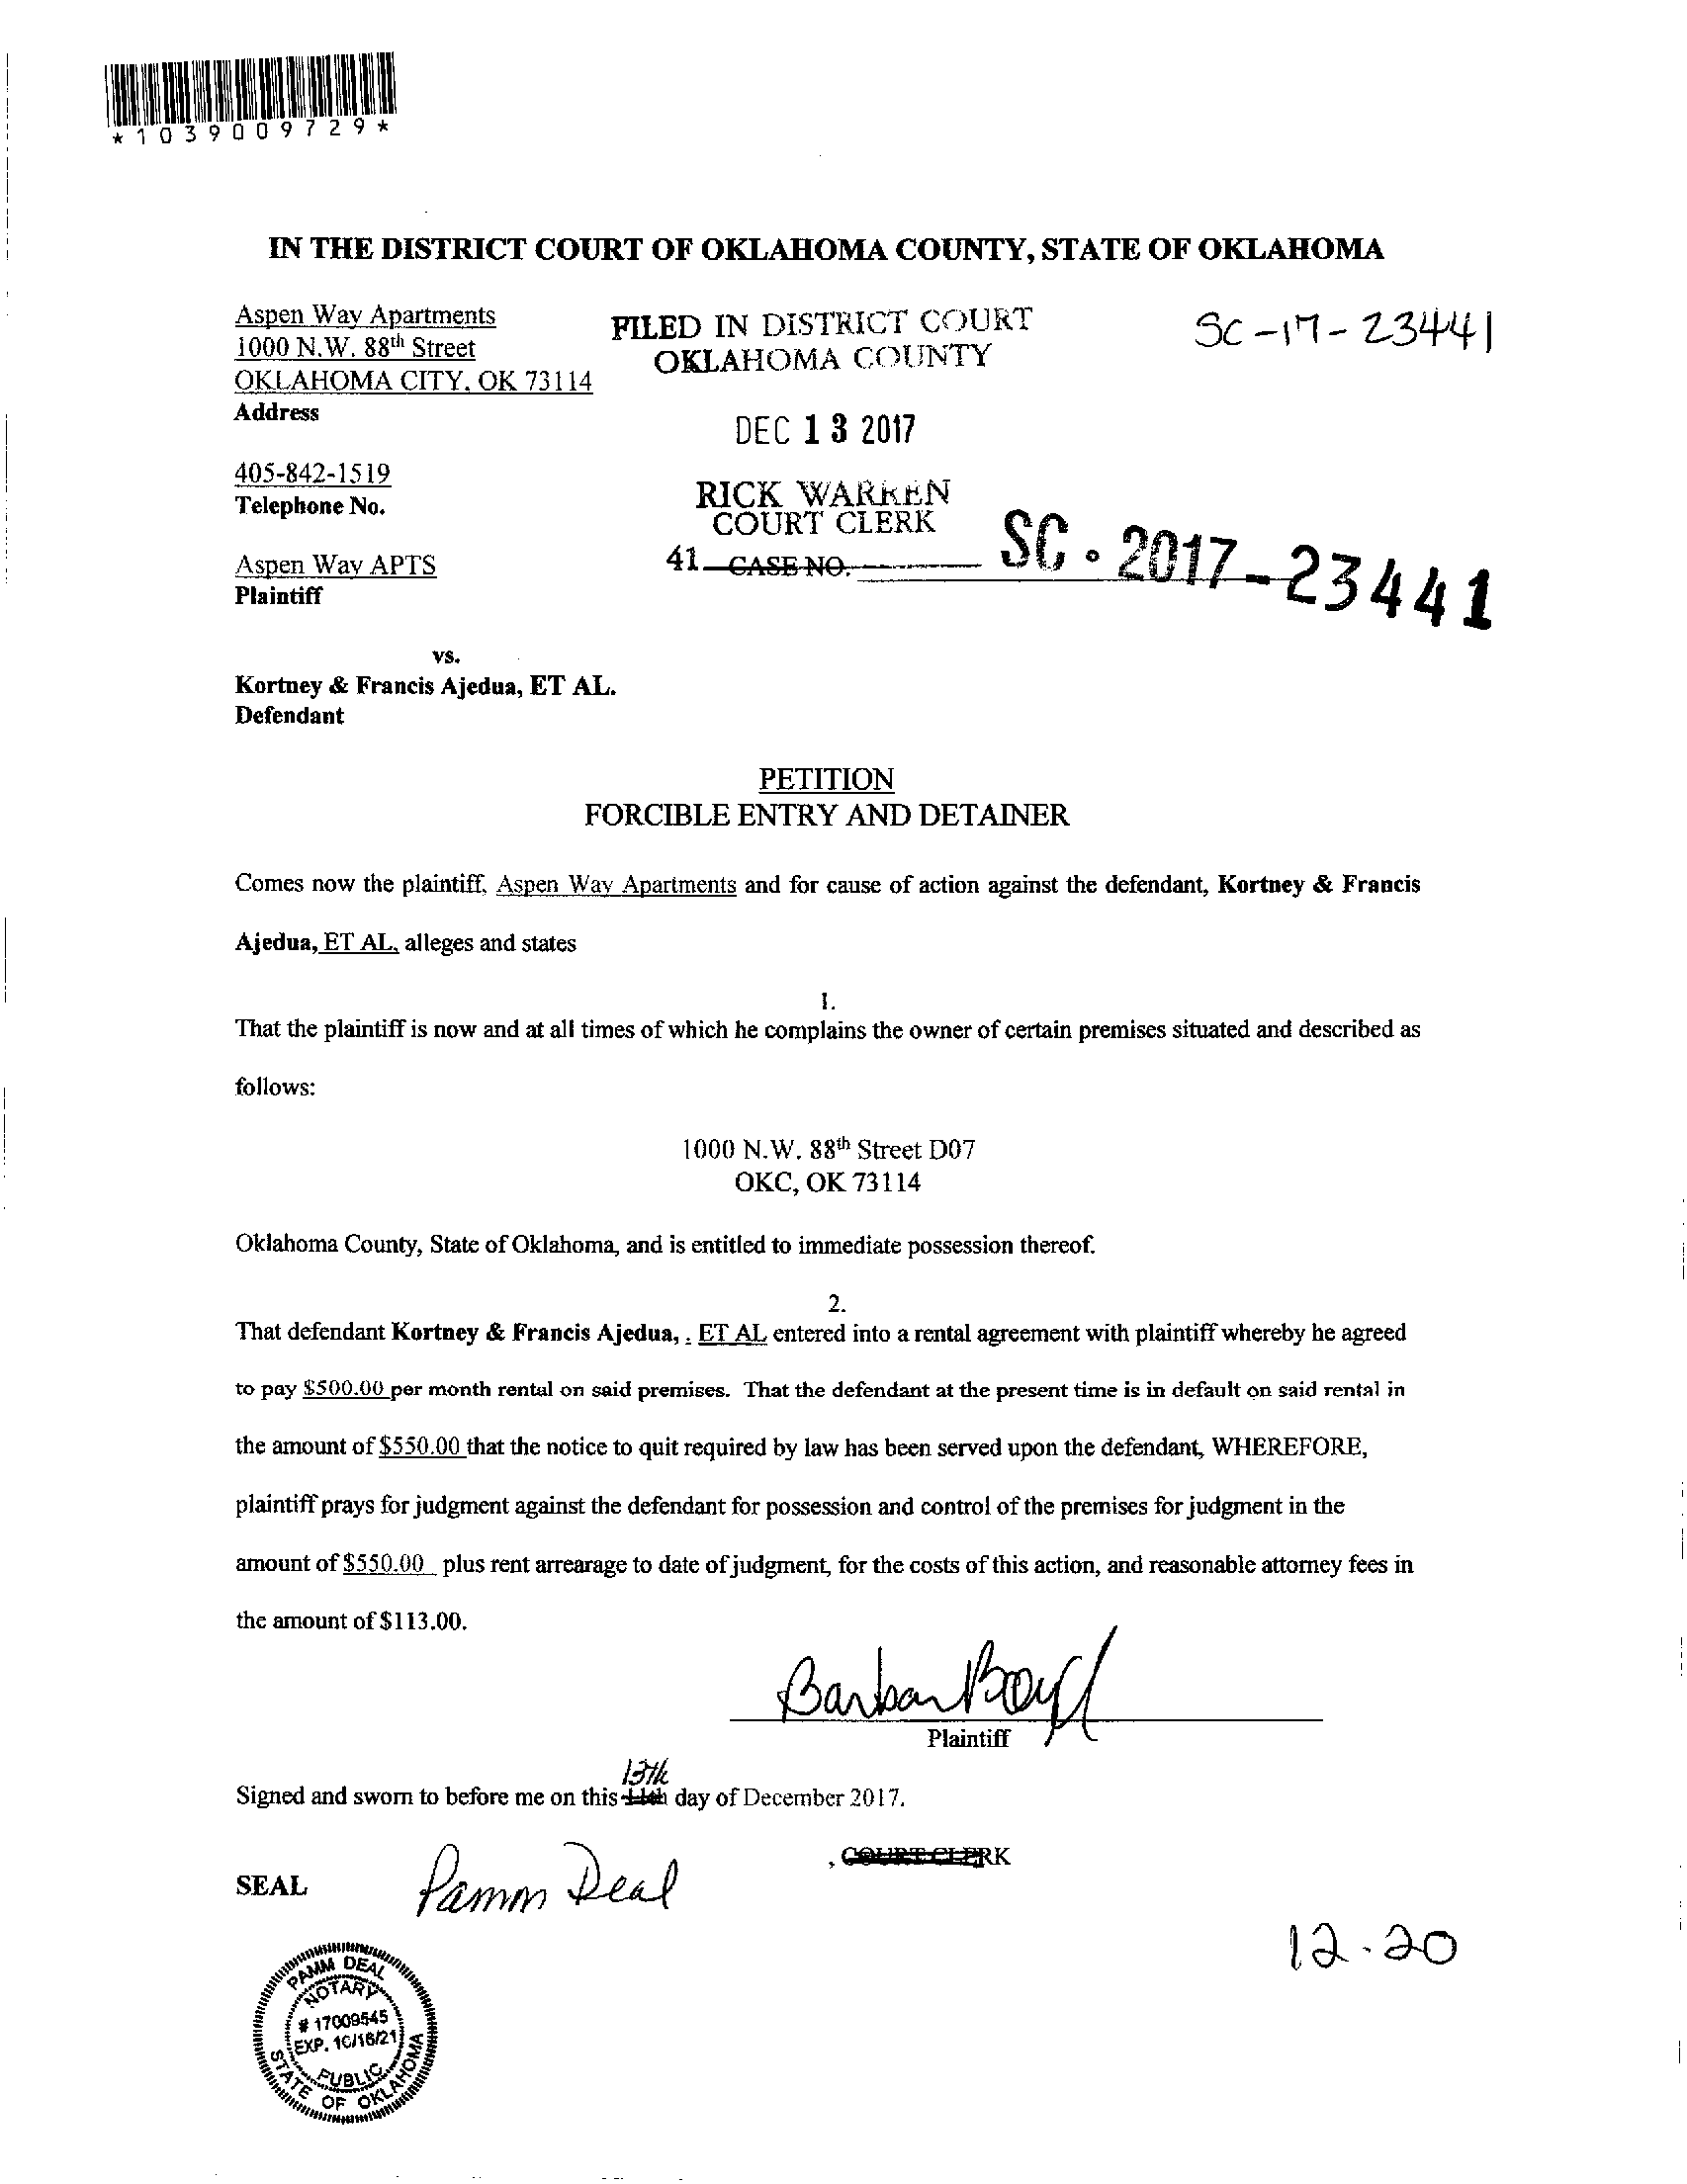 *1039009729*
IN THE DISTRICT COURT OF OKLAHOMA COUNTY, STATE OF OKLAHOMA
Aspen Way Apartments
1000 N.W. 88th Street
OKLAHOMA CITY, OK 73114
Address
FILED IN DISTRICT COURT
OKLAHOMA COUNTY
SC-17-23441
DEC 13 2017
405-842-1519
Telephone No.
RICK WARREN
COURT CLERK
41 CASE NO. SC-2017-23441
Aspen Way APTS
Plaintiff
vs.
Kortney & Francis Ajedua, ET AL.
Defendant
PETITION
FORCIBLE ENTRY AND DETAINER
Comes now the plaintiff, Aspen Way Apartments and for cause of action against the defendant, Kortney & Francis
Ajedua, ET AL, alleges and states
1.
That the plaintiff is now and at all times of which he complains the owner of certain premises situated and described as
follows:
1000 N.W. 88th Street D07
OKC, OK 73114
Oklahoma County, State of Oklahoma, and is entitled to immediate possession thereof.
2.
That defendant Kortney & Francis Ajedua, . ET AL entered into a rental agreement with plaintiff whereby he agreed
to pay $500.00 per month rental on said premises. That the defendant at the present time is in default on said rental in
the amount of $550.00 that the notice to quit required by law has been served upon the defendant, WHEREFORE,
plaintiff prays for judgment against the defendant for possession and control of the premises for judgment in the
amount of $550.00 plus rent arrearage to date of judgment, for the costs of this action, and reasonable attorney fees in
the amount of $113.00.
Barbara Boyd
Plaintiff
13th
Signed and sworn to before me on this 11th day of December 2017.
, COURT CLERK
SEAL
Pamm Deal
12-20
PAMM DEAL
NOTARY
# 17009545
EXP. 10/16/21
PUBLIC
STATE OF OKLAHOMA